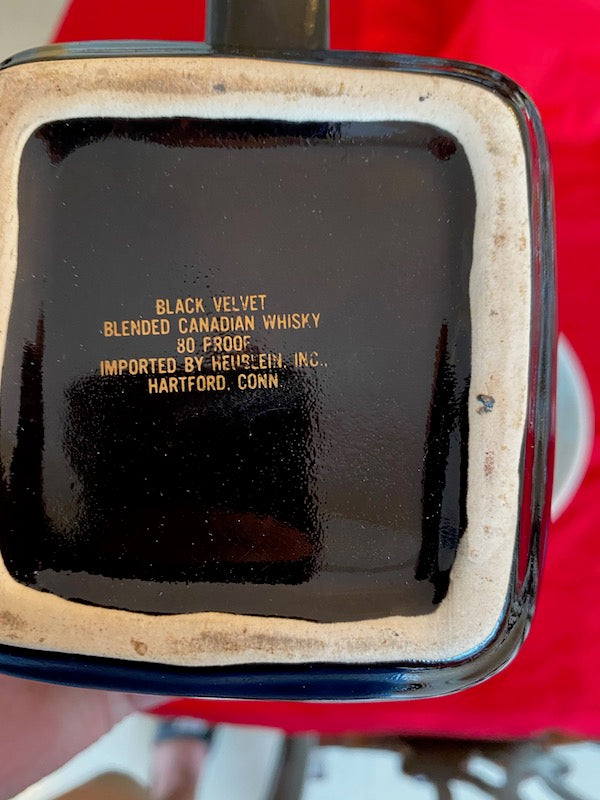 BLACK VELVET
BLENDED CANADIAN WHISKY
80 PROOF
IMPORTED BY HEUBLEIN, INC.,
HARTFORD, CONN.